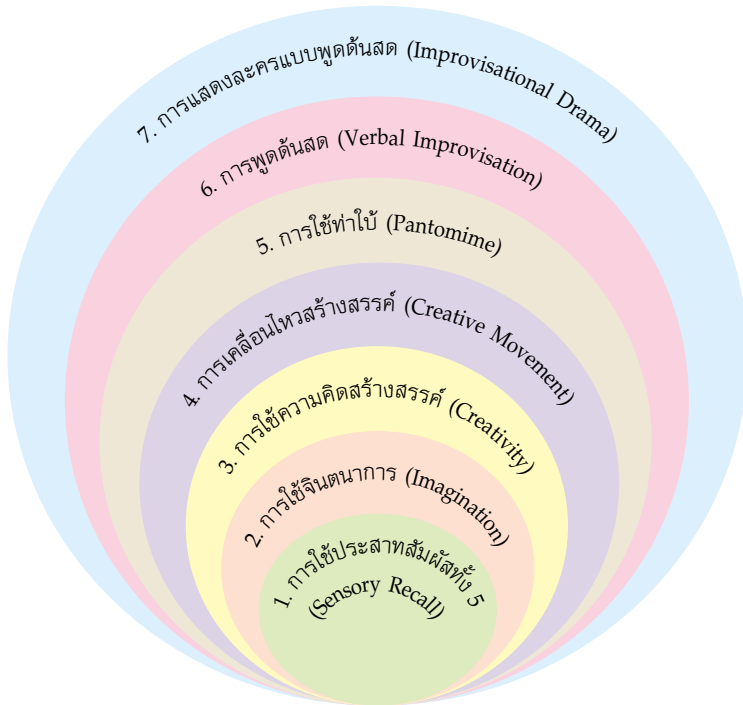 7. การแสดงละครแบบพูดด้นสด (Improvisational Drama)
6. การพูดด้นสด (Verbal Improvisation)
5. การใช้ท่าใบ้ (Pantomime)
4. การเคลื่อนไหวสร้างสรรค์ (Creative Movement)
3. การใช้ความคิดสร้างสรรค์ (Creativity)
2. การใช้จินตนาการ (Imagination)
1. การใช้ประสาทสัมผัสทั้ง 5
(Sensory Recall)